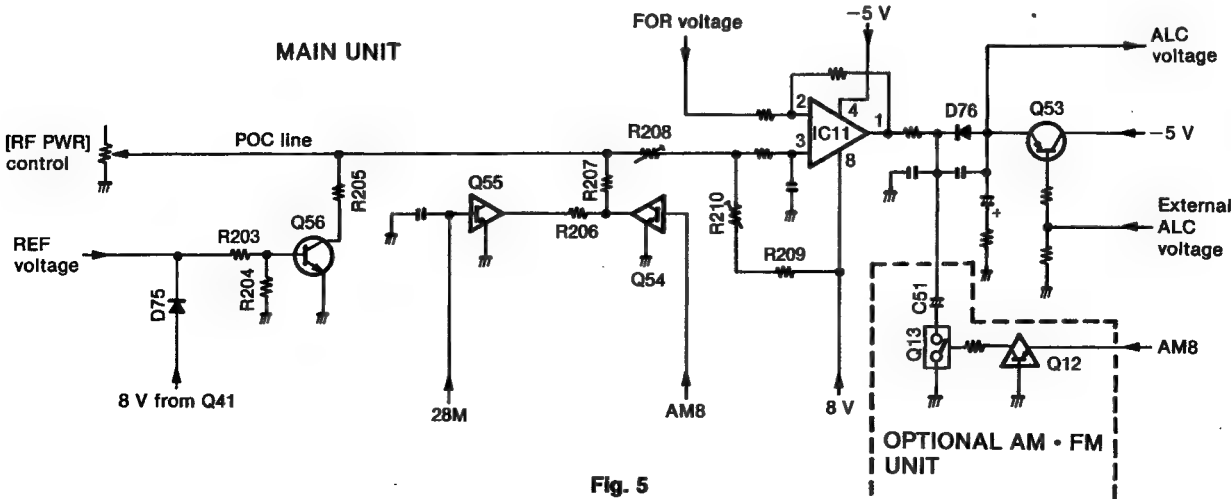 FOR voltage
−5 V
ALC
voltage
MAIN UNIT
2
4
1
D76
Q53
[RF PWR]
control
POC line
R208
IC11
−5 V
3
8
R205
Q55
R207
R210
Q56
External
ALC
voltage
REF
voltage
R203
R206
R204
Q54
R209
D75
C51
Q13
Q12
AM8
8 V from Q41
28M
AM8
8 V
OPTIONAL AM • FM
UNIT
+
Fig. 5